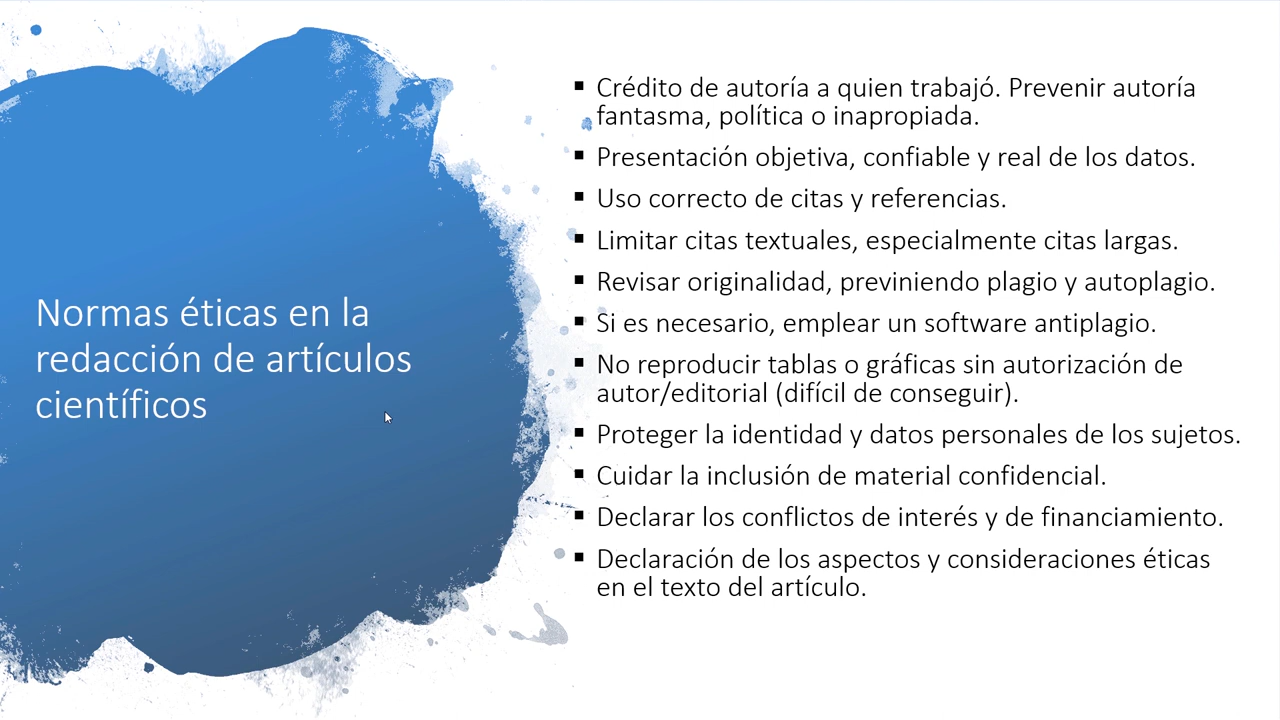 Normas éticas en la
redacción de artículos
científicos
▪ Crédito de autoría a quien trabajó. Prevenir autoría
fantasma, política o inapropiada.
▪ Presentación objetiva, confiable y real de los datos.
▪ Uso correcto de citas y referencias.
▪ Limitar citas textuales, especialmente citas largas.
▪ Revisar originalidad, previniendo plagio y autoplagio.
▪ Si es necesario, emplear un software antiplagio.
▪ No reproducir tablas o gráficas sin autorización de
autor/editorial (difícil de conseguir).
▪ Proteger la identidad y datos personales de los sujetos.
▪ Cuidar la inclusión de material confidencial.
▪ Declarar los conflictos de interés y de financiamiento.
▪ Declaración de los aspectos y consideraciones éticas
en el texto del artículo.